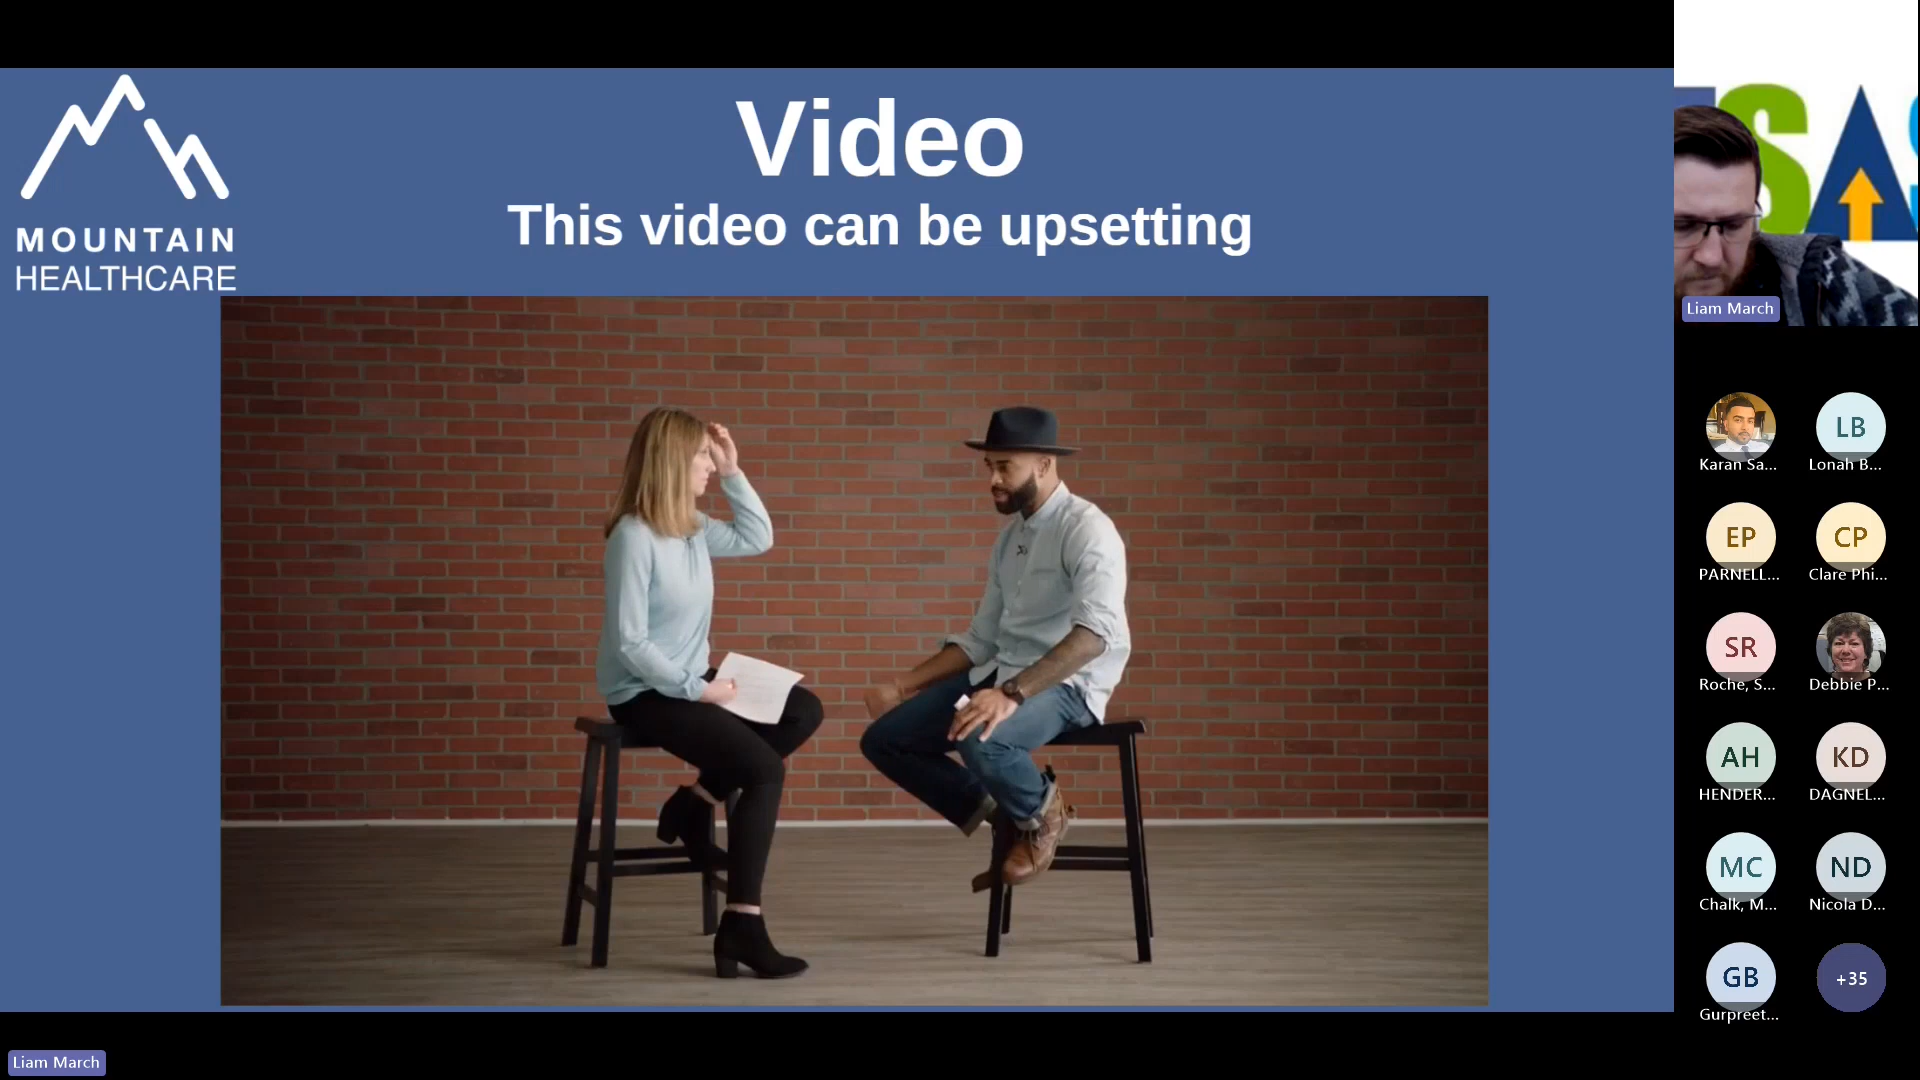 MOUNTAIN
HEALTHCARE
Video
This video can be upsetting
SAS
Liam March
Karan Sa...
LB
Lonah B...
EP
PARNELL...
CP
Clare Phi...
SR
Roche, S...
Debbie P...
AH
HENDER...
KD
DAGNEL...
MC
Chalk, M...
ND
Nicola D...
GB
Gurpreet...
+35
Liam March